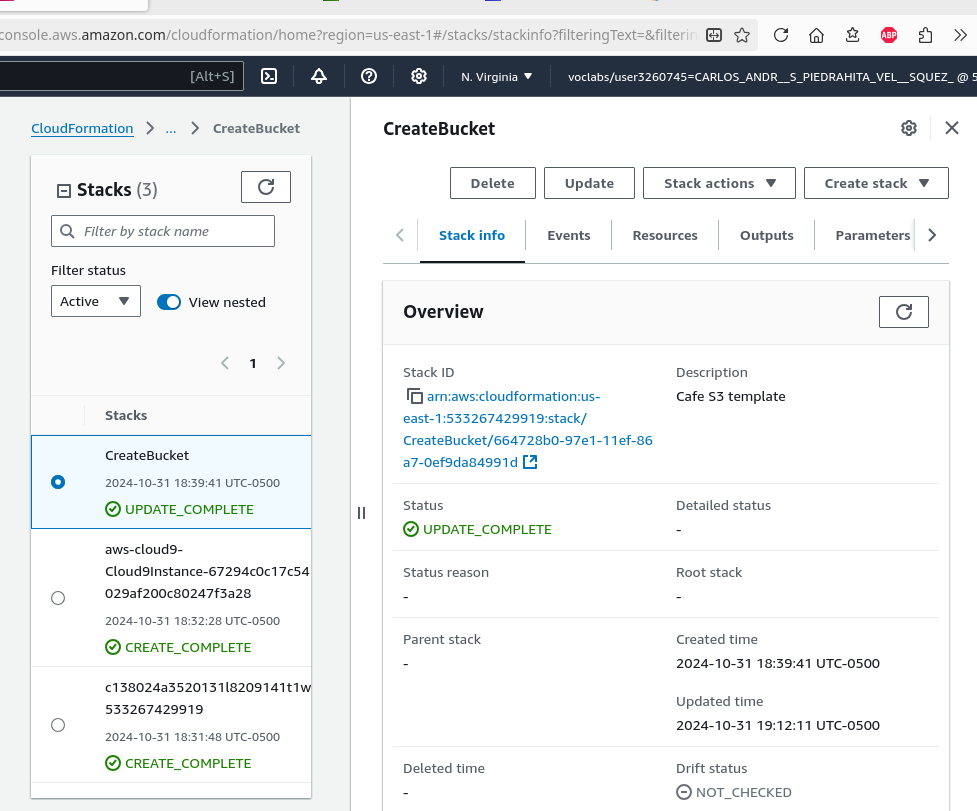 console.aws.amazon.com/cloudformation/home?region=us-east-1#/stacks/stackinfo?filteringText=&filterin
ABP
[Alt+S]
N. Virginia
voclabs/user3260745=CARLOS_ANDR__S_PIEDRAHITA_VEL__SQUEZ_ @ 5
CloudFormation
...
CreateBucket
Stacks (3)
Filter by stack name
Filter status
Active
View nested
1
Stacks
CreateBucket
2024-10-31 18:39:41 UTC-0500
UPDATE_COMPLETE
aws-cloud9-
Cloud9Instance-67294c0c17c54
029af200c80247f3a28
2024-10-31 18:32:28 UTC-0500
CREATE_COMPLETE
c138024a3520131l8209141t1w
533267429919
2024-10-31 18:31:48 UTC-0500
CREATE_COMPLETE
CreateBucket
Delete
Update
Stack actions
Create stack
Stack info
Events
Resources
Outputs
Parameters
Overview
Stack ID
arn:aws:cloudformation:us-
east-1:533267429919:stack/
CreateBucket/664728b0-97e1-11ef-86
a7-0ef9da84991d
Description
Cafe S3 template
Status
UPDATE_COMPLETE
Detailed status
-
Status reason
-
Root stack
-
Parent stack
-
Created time
2024-10-31 18:39:41 UTC-0500
Updated time
2024-10-31 19:12:11 UTC-0500
Deleted time
-
Drift status
NOT_CHECKED